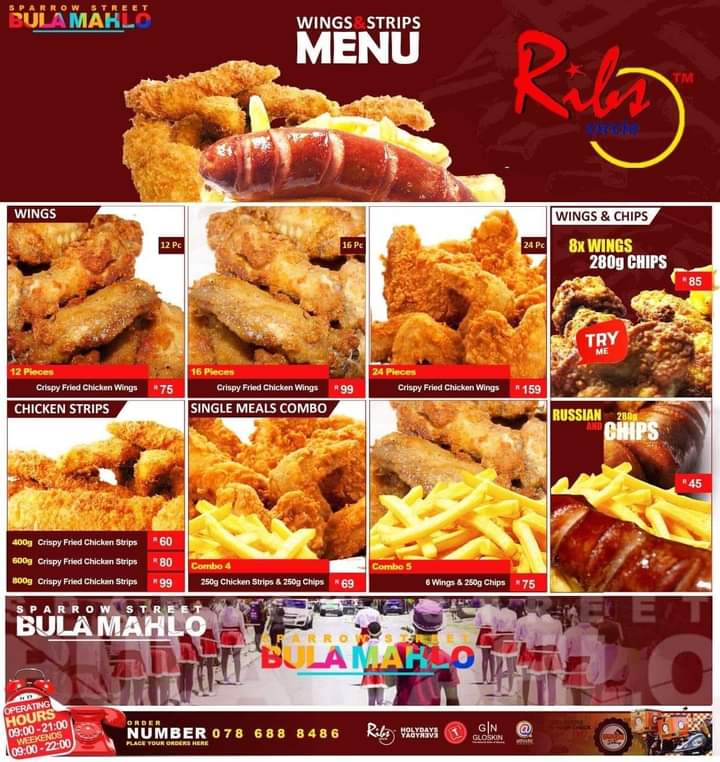 SPARROW STREET
BULA MAHLO
WINGS&STRIPS
MENU
Ribs
circle
TM
WINGS
12 Pc
12 Pieces
Crispy Fried Chicken Wings R 75
16 Pc
16 Pieces
Crispy Fried Chicken Wings R 99
24 Pc
24 Pieces
Crispy Fried Chicken Wings R 159
WINGS & CHIPS
8x WINGS
280g CHIPS
R 85
TRY
ME
CHICKEN STRIPS
400g Crispy Fried Chicken Strips R 60
600g Crispy Fried Chicken Strips R 80
800g Crispy Fried Chicken Strips R 99
SINGLE MEALS COMBO
Combo 4
250g Chicken Strips & 250g Chips R 69
Combo 5
6 Wings & 250g Chips R 75
RUSSIAN 280g
AND CHIPS
R 45
SPARROW STREET
BULA MAHLO
SPARROW STREET
BULA MAHLO
OPERATING
HOURS
09:00 - 21:00
WEEKENDS
09:00 - 22:00
ORDER
NUMBER 078 688 8486
PLACE YOUR ORDERS HERE
Ribs
HOLYDAYS
EVERYDAY
G|N
GLOSKIN
@